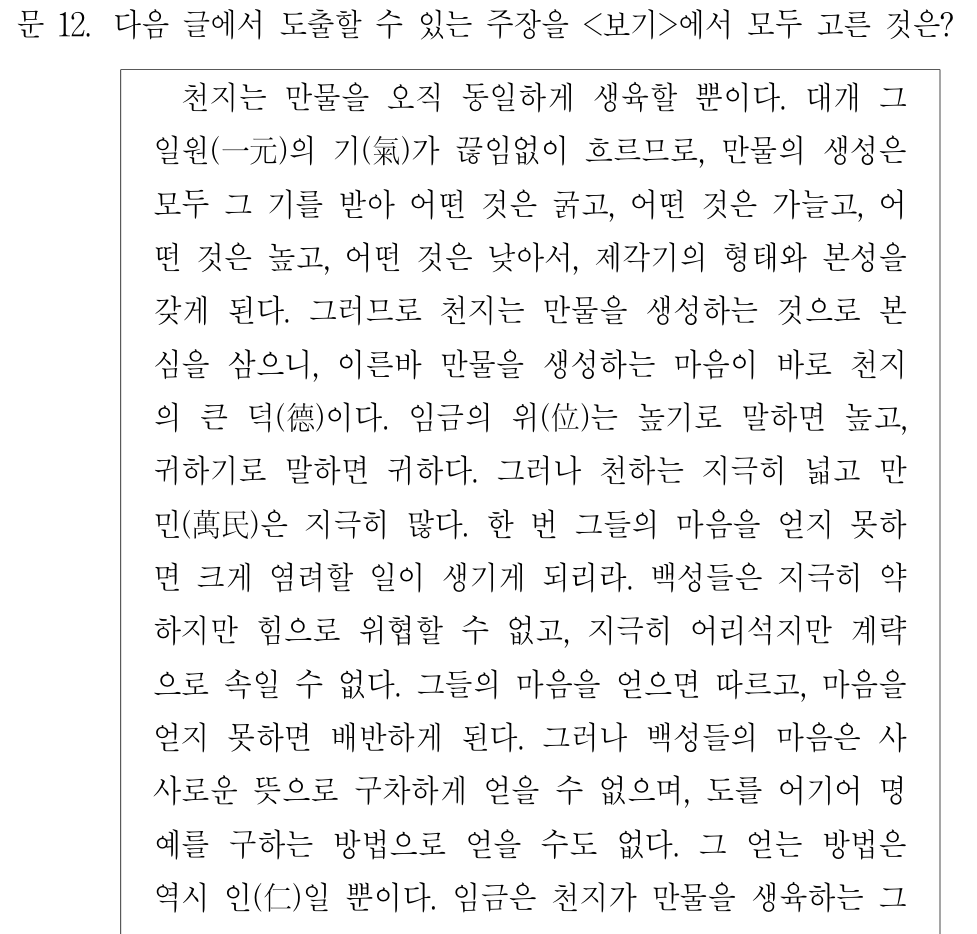 문 12. 다음 글에서 도출할 수 있는 주장을 <보기>에서 모두 고른 것은?
천지는 만물을 오직 동일하게 생육할 뿐이다. 대개 그
일원(一元)의 기(氣)가 끊임없이 흐르므로, 만물의 생성은
모두 그 기를 받아 어떤 것은 굵고, 어떤 것은 가늘고, 어
떤 것은 높고, 어떤 것은 낮아서, 제각기의 형태와 본성을
갖게 된다. 그러므로 천지는 만물을 생성하는 것으로 본
심을 삼으니, 이른바 만물을 생성하는 마음이 바로 천지
의 큰 덕(德)이다. 임금의 위(位)는 높기로 말하면 높고,
귀하기로 말하면 귀하다. 그러나 천하는 지극히 넓고 만
민(萬民)은 지극히 많다. 한 번 그들의 마음을 얻지 못하
면 크게 염려할 일이 생기게 되리라. 백성들은 지극히 약
하지만 힘으로 위협할 수 없고, 지극히 어리석지만 계략
으로 속일 수 없다. 그들의 마음을 얻으면 따르고, 마음을
얻지 못하면 배반하게 된다. 그러나 백성들의 마음은 사
사로운 뜻으로 구차하게 얻을 수 없으며, 도를 어기어 명
예를 구하는 방법으로 얻을 수도 없다. 그 얻는 방법은
역시 인(仁)일 뿐이다. 임금은 천지가 만물을 생육하는 그